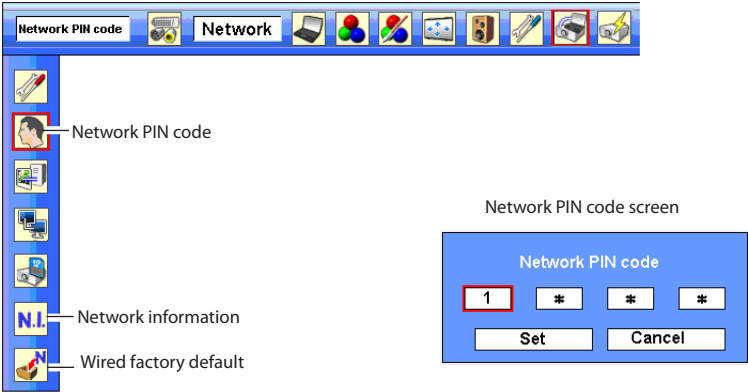 Network PIN code
Network
Network PIN code
Network PIN code screen
Network PIN code
1 * * *
Set Cancel
N.I.
Network information
N
Wired factory default